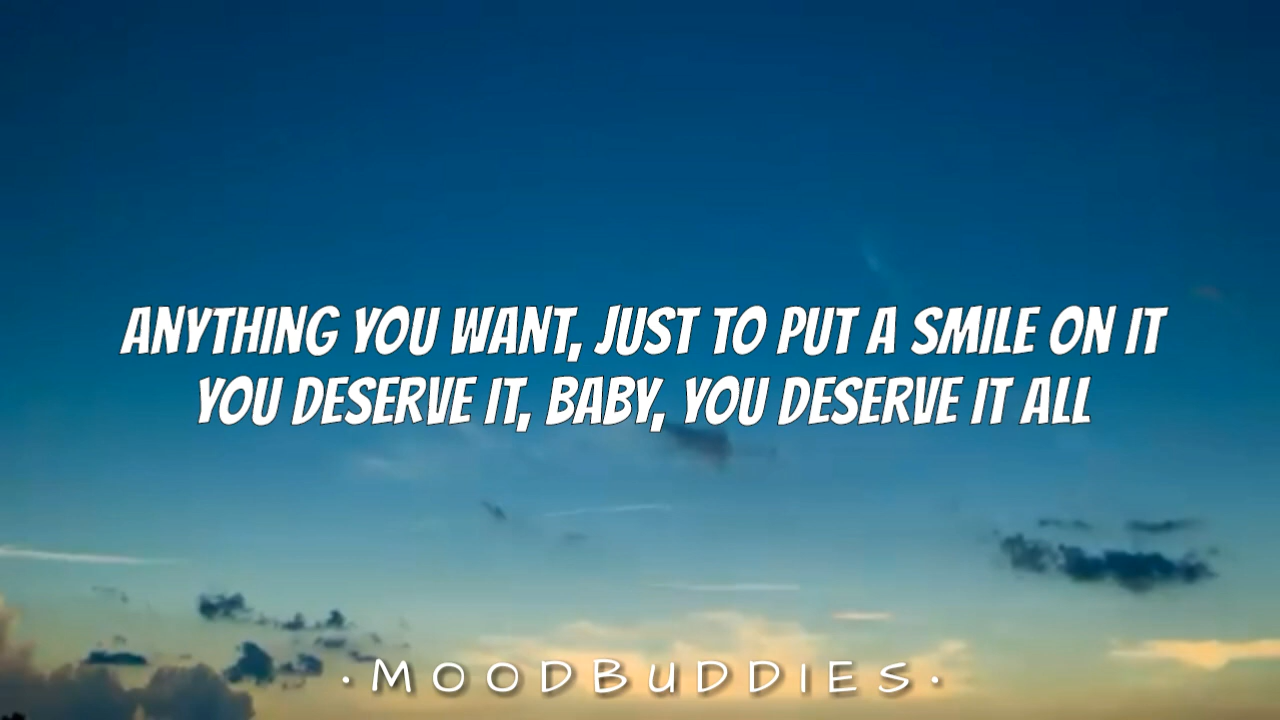 ANYTHING YOU WANT, JUST TO PUT A SMILE ON IT
YOU DESERVE IT, BABY, YOU DESERVE IT ALL
·MOODBUDDIES·